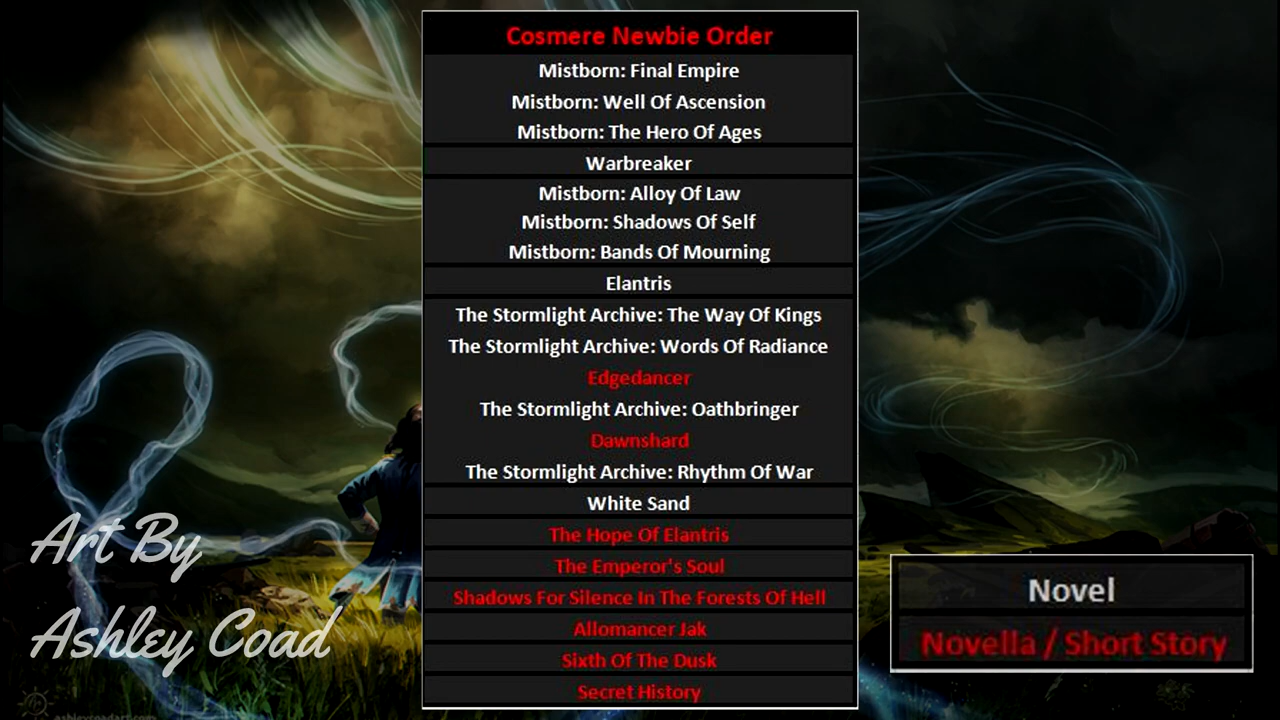 Cosmere Newbie Order
Mistborn: Final Empire
Mistborn: Well Of Ascension
Mistborn: The Hero Of Ages
Warbreaker
Mistborn: Alloy Of Law
Mistborn: Shadows Of Self
Mistborn: Bands Of Mourning
Elantris
The Stormlight Archive: The Way Of Kings
The Stormlight Archive: Words Of Radiance
Edgedancer
The Stormlight Archive: Oathbringer
Dawnshard
The Stormlight Archive: Rhythm Of War
White Sand
The Hope Of Elantris
The Emperor's Soul
Shadows For Silence In The Forests Of Hell
Allomancer Jak
Sixth Of The Dusk
Secret History
Art By
Ashley Coad
ashleycoadart.com
Novel
Novella / Short Story